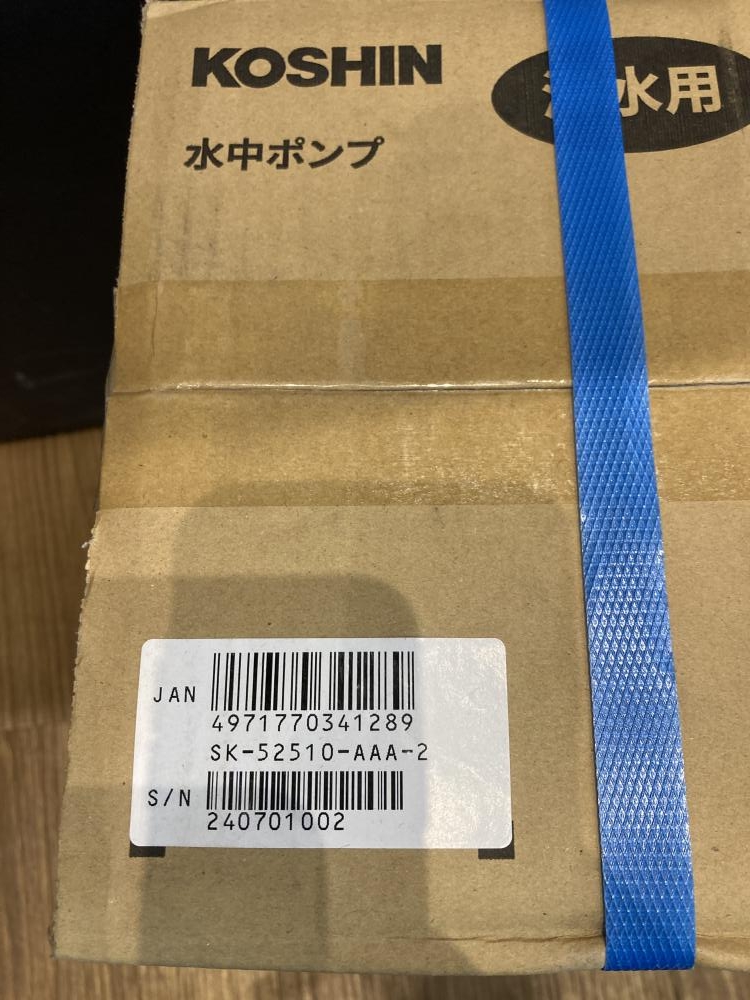 KOSHIN
水用
水中ポンプ
JAN
4971770341289
SK-52510-AAA-2
S/N
240701002